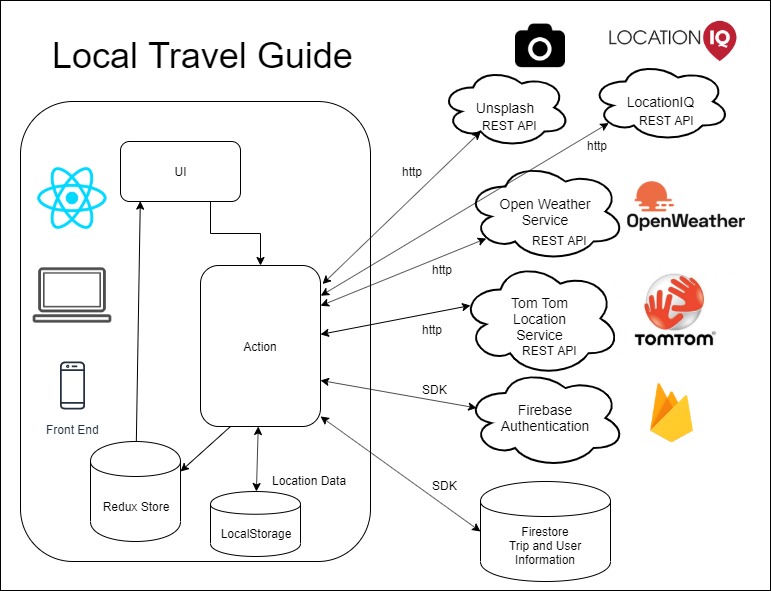 Local Travel Guide
LOCATION IQ
Unsplash
REST API
LocationIQ
REST API
UI
http
http
Open Weather
Service
REST API
OpenWeather
http
Tom Tom
Location
Service
REST API
TOMTOM®
http
Action
SDK
Firebase
Authentication
Front End
Redux Store
Location Data
LocalStorage
SDK
Firestore
Trip and User
Information